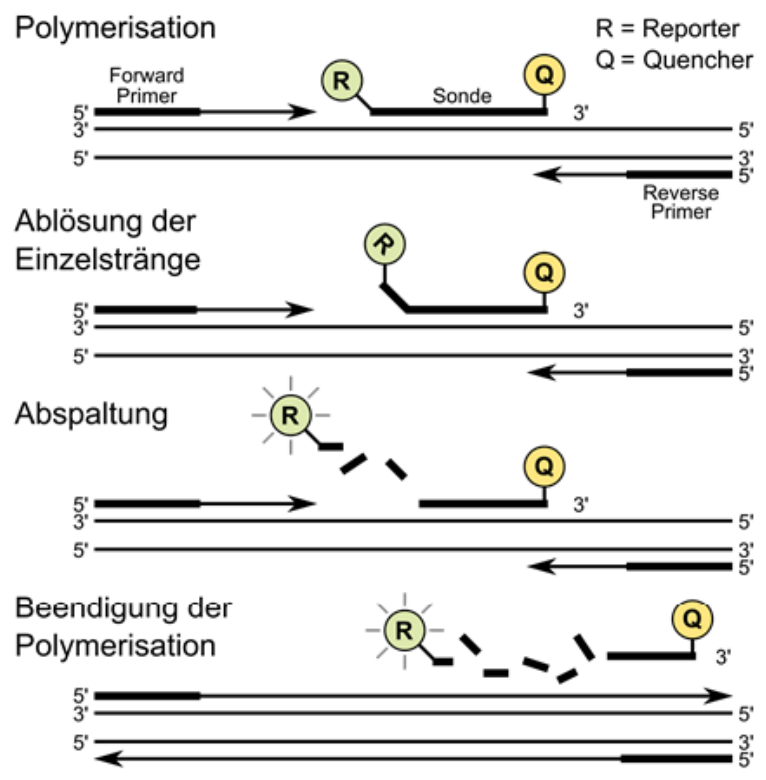 Polymerisation
R = Reporter
Q = Quencher
Forward
Primer
R
Sonde
Q
5'
3'
3'
5'
5'
3'
5'
Reverse
Primer
Ablösung der
Einzelstränge
R
Q
5'
3'
3'
5'
5'
3'
5'
Abspaltung
R
Q
5'
3'
3'
5'
5'
3'
5'
Beendigung der
Polymerisation
R
Q
3'
5'
3'
5'
5'
3'
5'